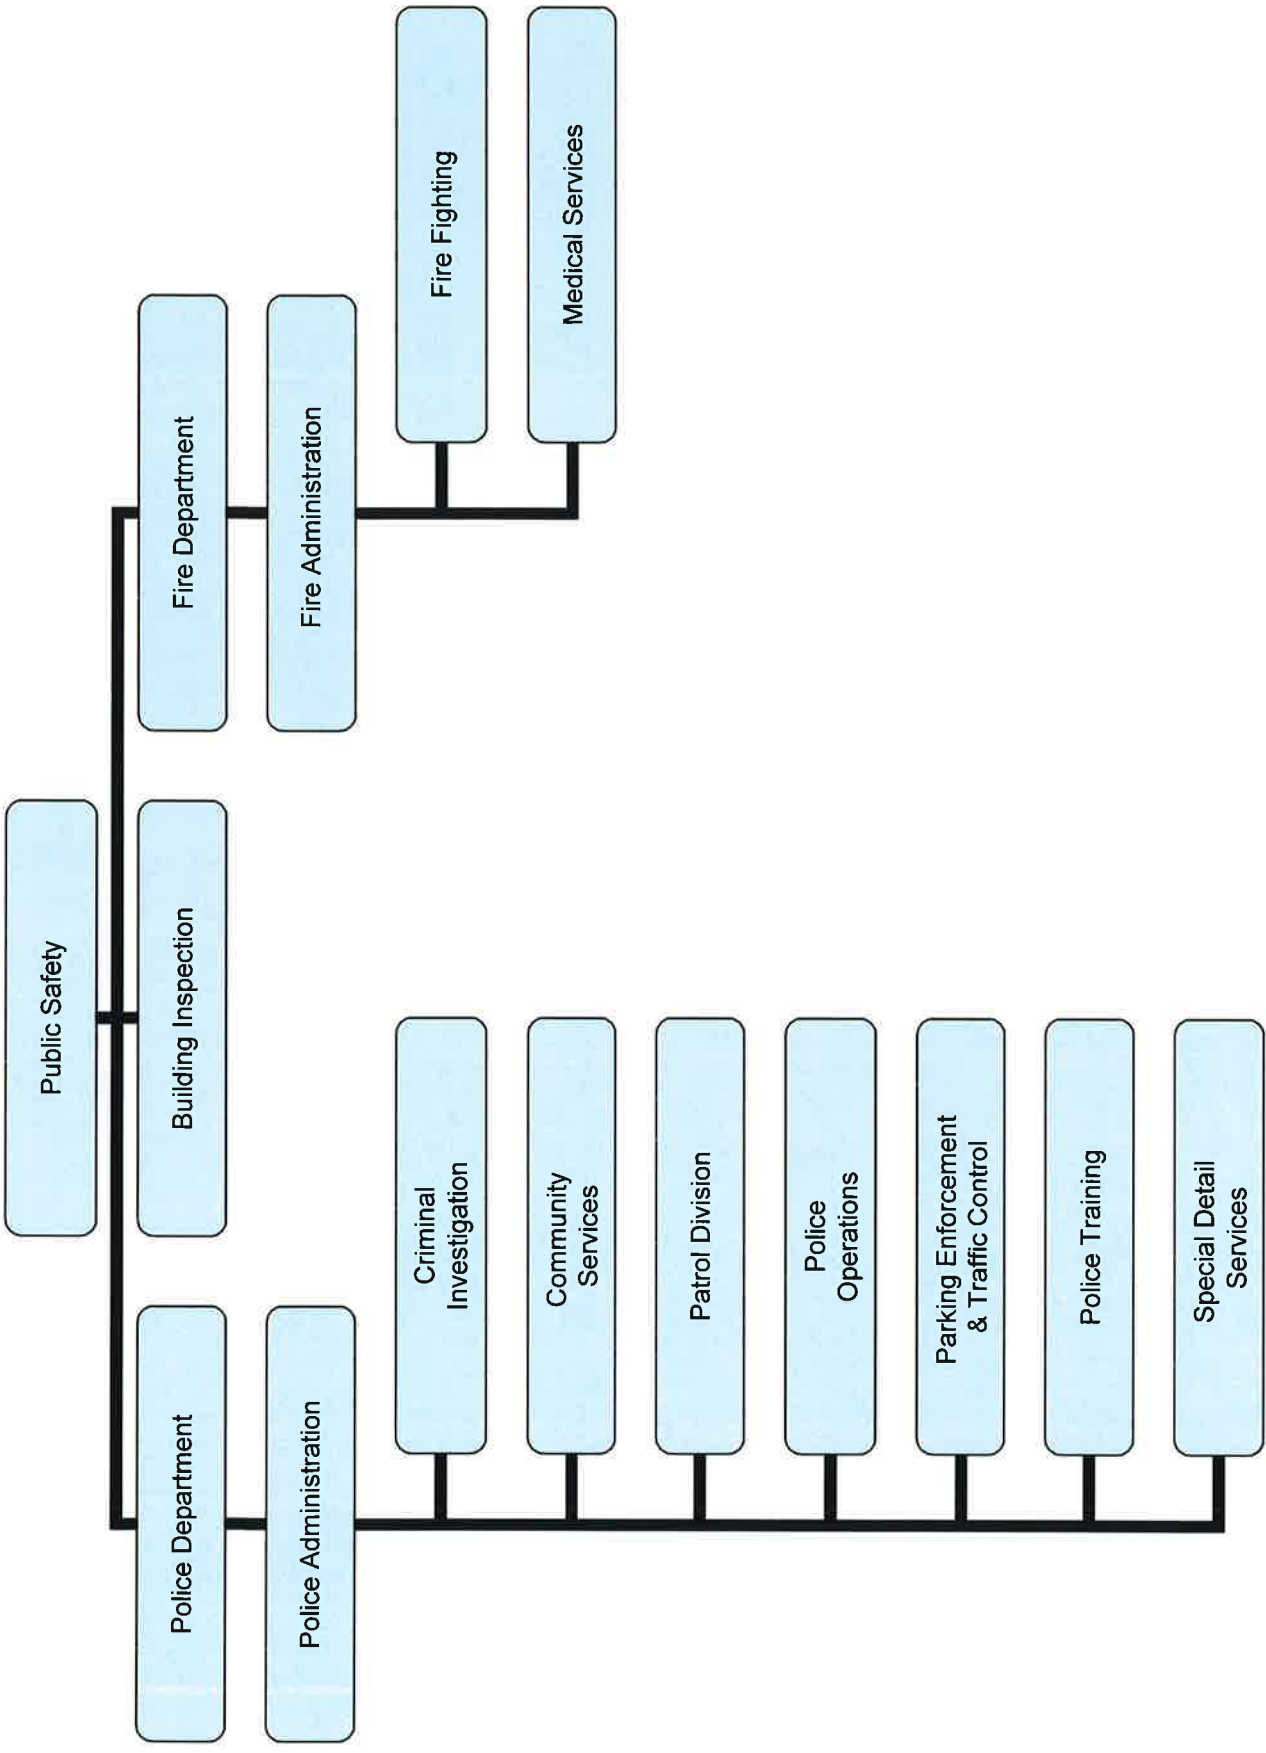 Public Safety
Police Department
Building Inspection
Fire Department
Police Administration
Fire Administration
Criminal
Investigation
Fire Fighting
Community
Services
Medical Services
Patrol Division
Police
Operations
Parking Enforcement
& Traffic Control
Police Training
Special Detail
Services